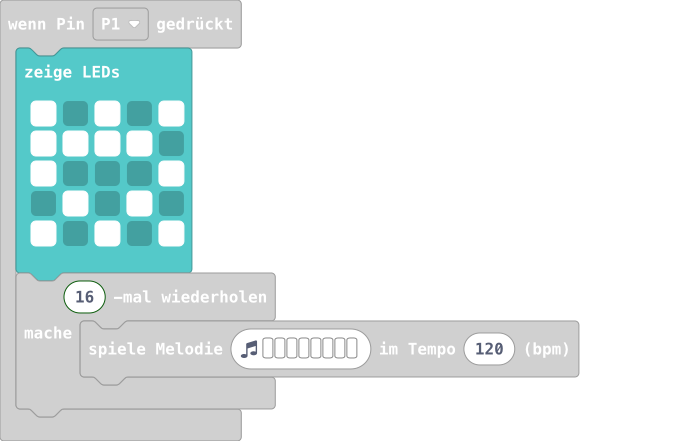 wenn Pin P1 gedrückt
zeige LEDs
16 -mal wiederholen
mache
spiele Melodie im Tempo 120 (bpm)